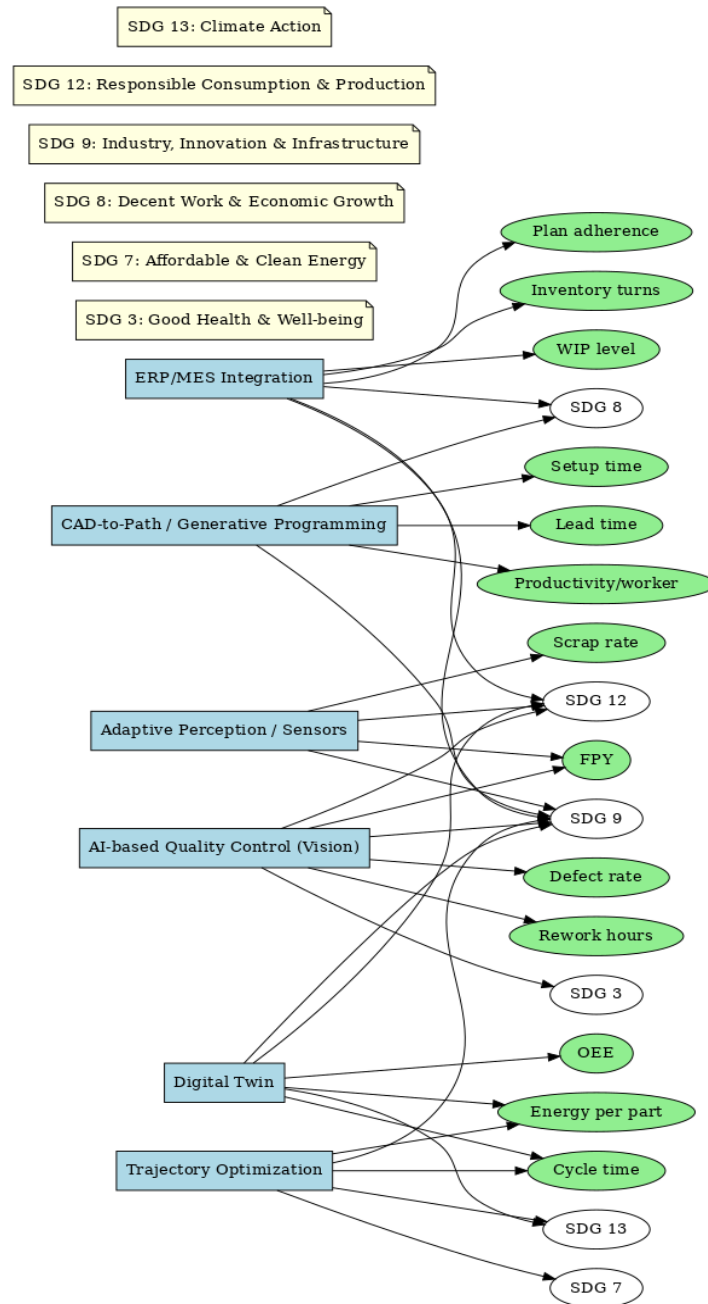 SDG 13: Climate Action
SDG 12: Responsible Consumption & Production
SDG 9: Industry, Innovation & Infrastructure
SDG 8: Decent Work & Economic Growth
Plan adherence
SDG 7: Affordable & Clean Energy
Inventory turns
SDG 3: Good Health & Well-being
WIP level
ERP/MES Integration
SDG 8
Setup time
CAD-to-Path / Generative Programming
Lead time
Productivity/worker
Scrap rate
SDG 12
Adaptive Perception / Sensors
FPY
SDG 9
AI-based Quality Control (Vision)
Defect rate
Rework hours
SDG 3
OEE
Digital Twin
Energy per part
Trajectory Optimization
Cycle time
SDG 13
SDG 7